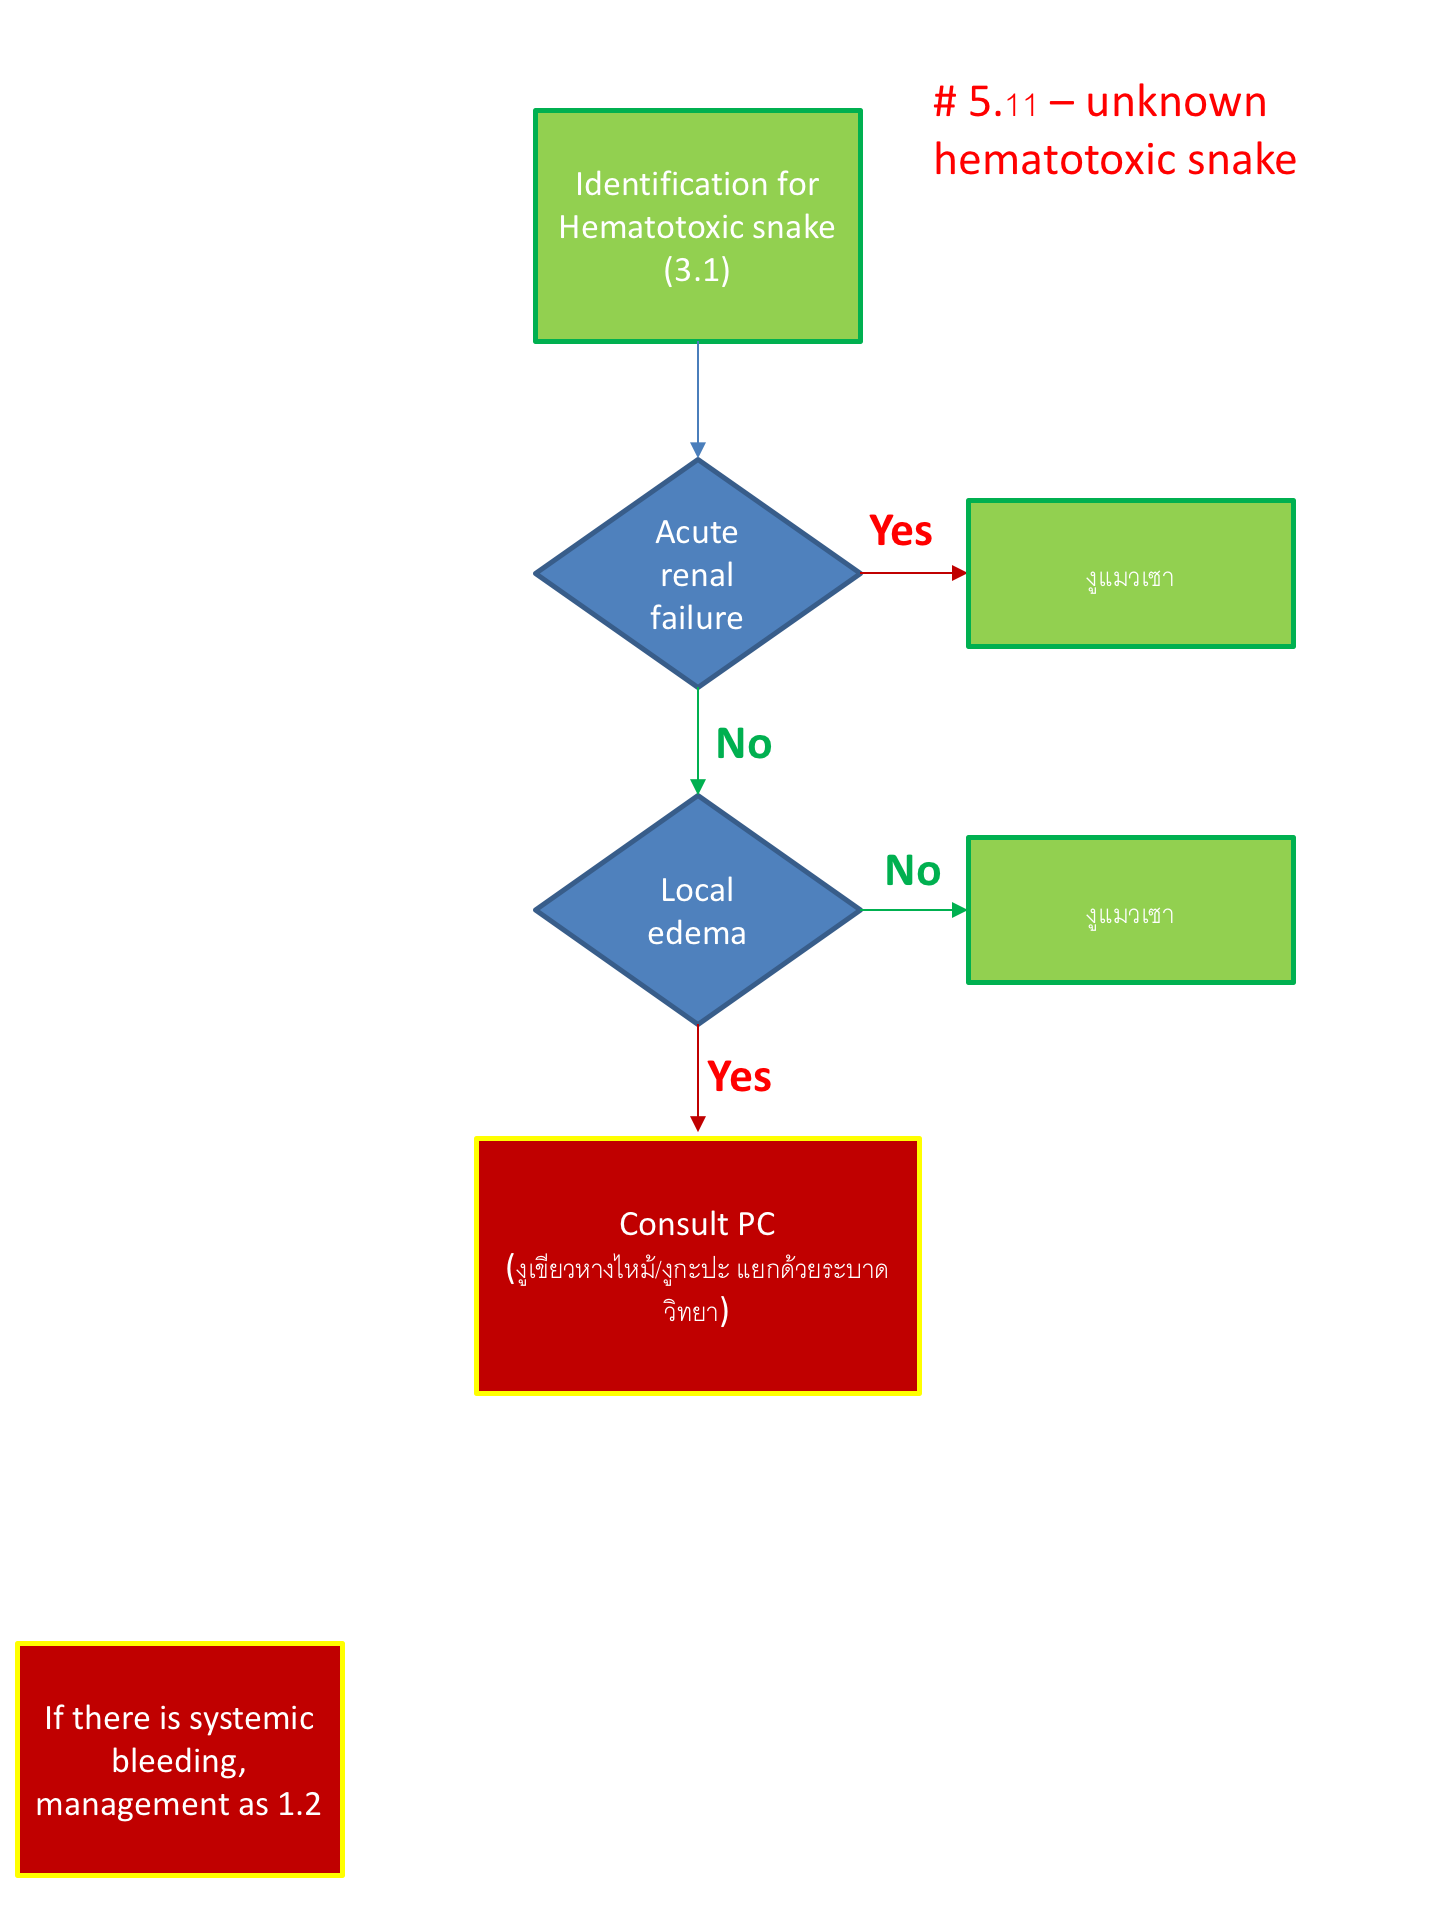 # 5.11 – unknown
hematotoxic snake
Identification for
Hematotoxic snake
(3.1)
Acute
renal
failure
Yes
งูแมวเซา
No
Local
edema
No
งูแมวเซา
Yes
Consult PC
(งูเขียวหางไหม้/งูกะปะ แยกด้วยระบาด
วิทยา)
If there is systemic
bleeding,
management as 1.2